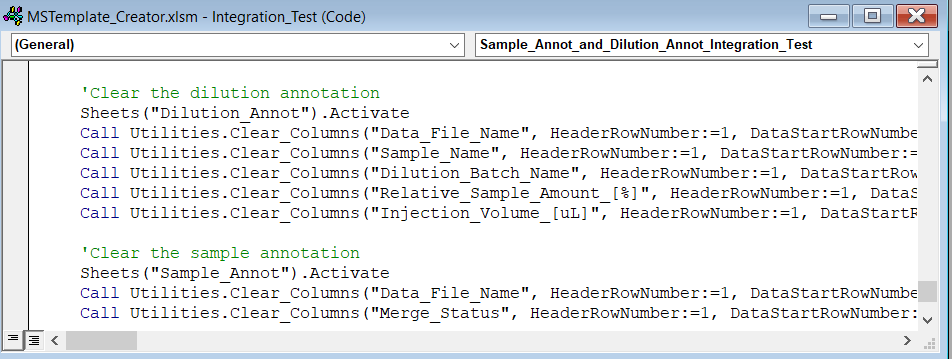 MSTemplate_Creator.xlsm - Integration_Test (Code)
(General) Sample_Annot_and_Dilution_Annot_Integration_Test
'Clear the dilution annotation
Sheets("Dilution_Annot").Activate
Call Utilities.Clear_Columns("Data_File_Name", HeaderRowNumber:=1, DataStartRowNumbe
Call Utilities.Clear_Columns("Sample_Name", HeaderRowNumber:=1, DataStartRowNumber:=
Call Utilities.Clear_Columns("Dilution_Batch_Name", HeaderRowNumber:=1, DataStartRow
Call Utilities.Clear_Columns("Relative_Sample_Amount_[%]", HeaderRowNumber:=1, DataS
Call Utilities.Clear_Columns("Injection_Volume_[uL]", HeaderRowNumber:=1, DataStartR
'Clear the sample annotation
Sheets("Sample_Annot").Activate
Call Utilities.Clear_Columns("Data_File_Name", HeaderRowNumber:=1, DataStartRowNumbe
Call Utilities.Clear_Columns("Merge_Status", HeaderRowNumber:=1, DataStartRowNumber: